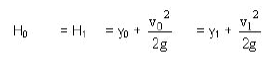 H₀ = H₁ = y₀ + v₀²/2g = y₁ + v₁²/2g